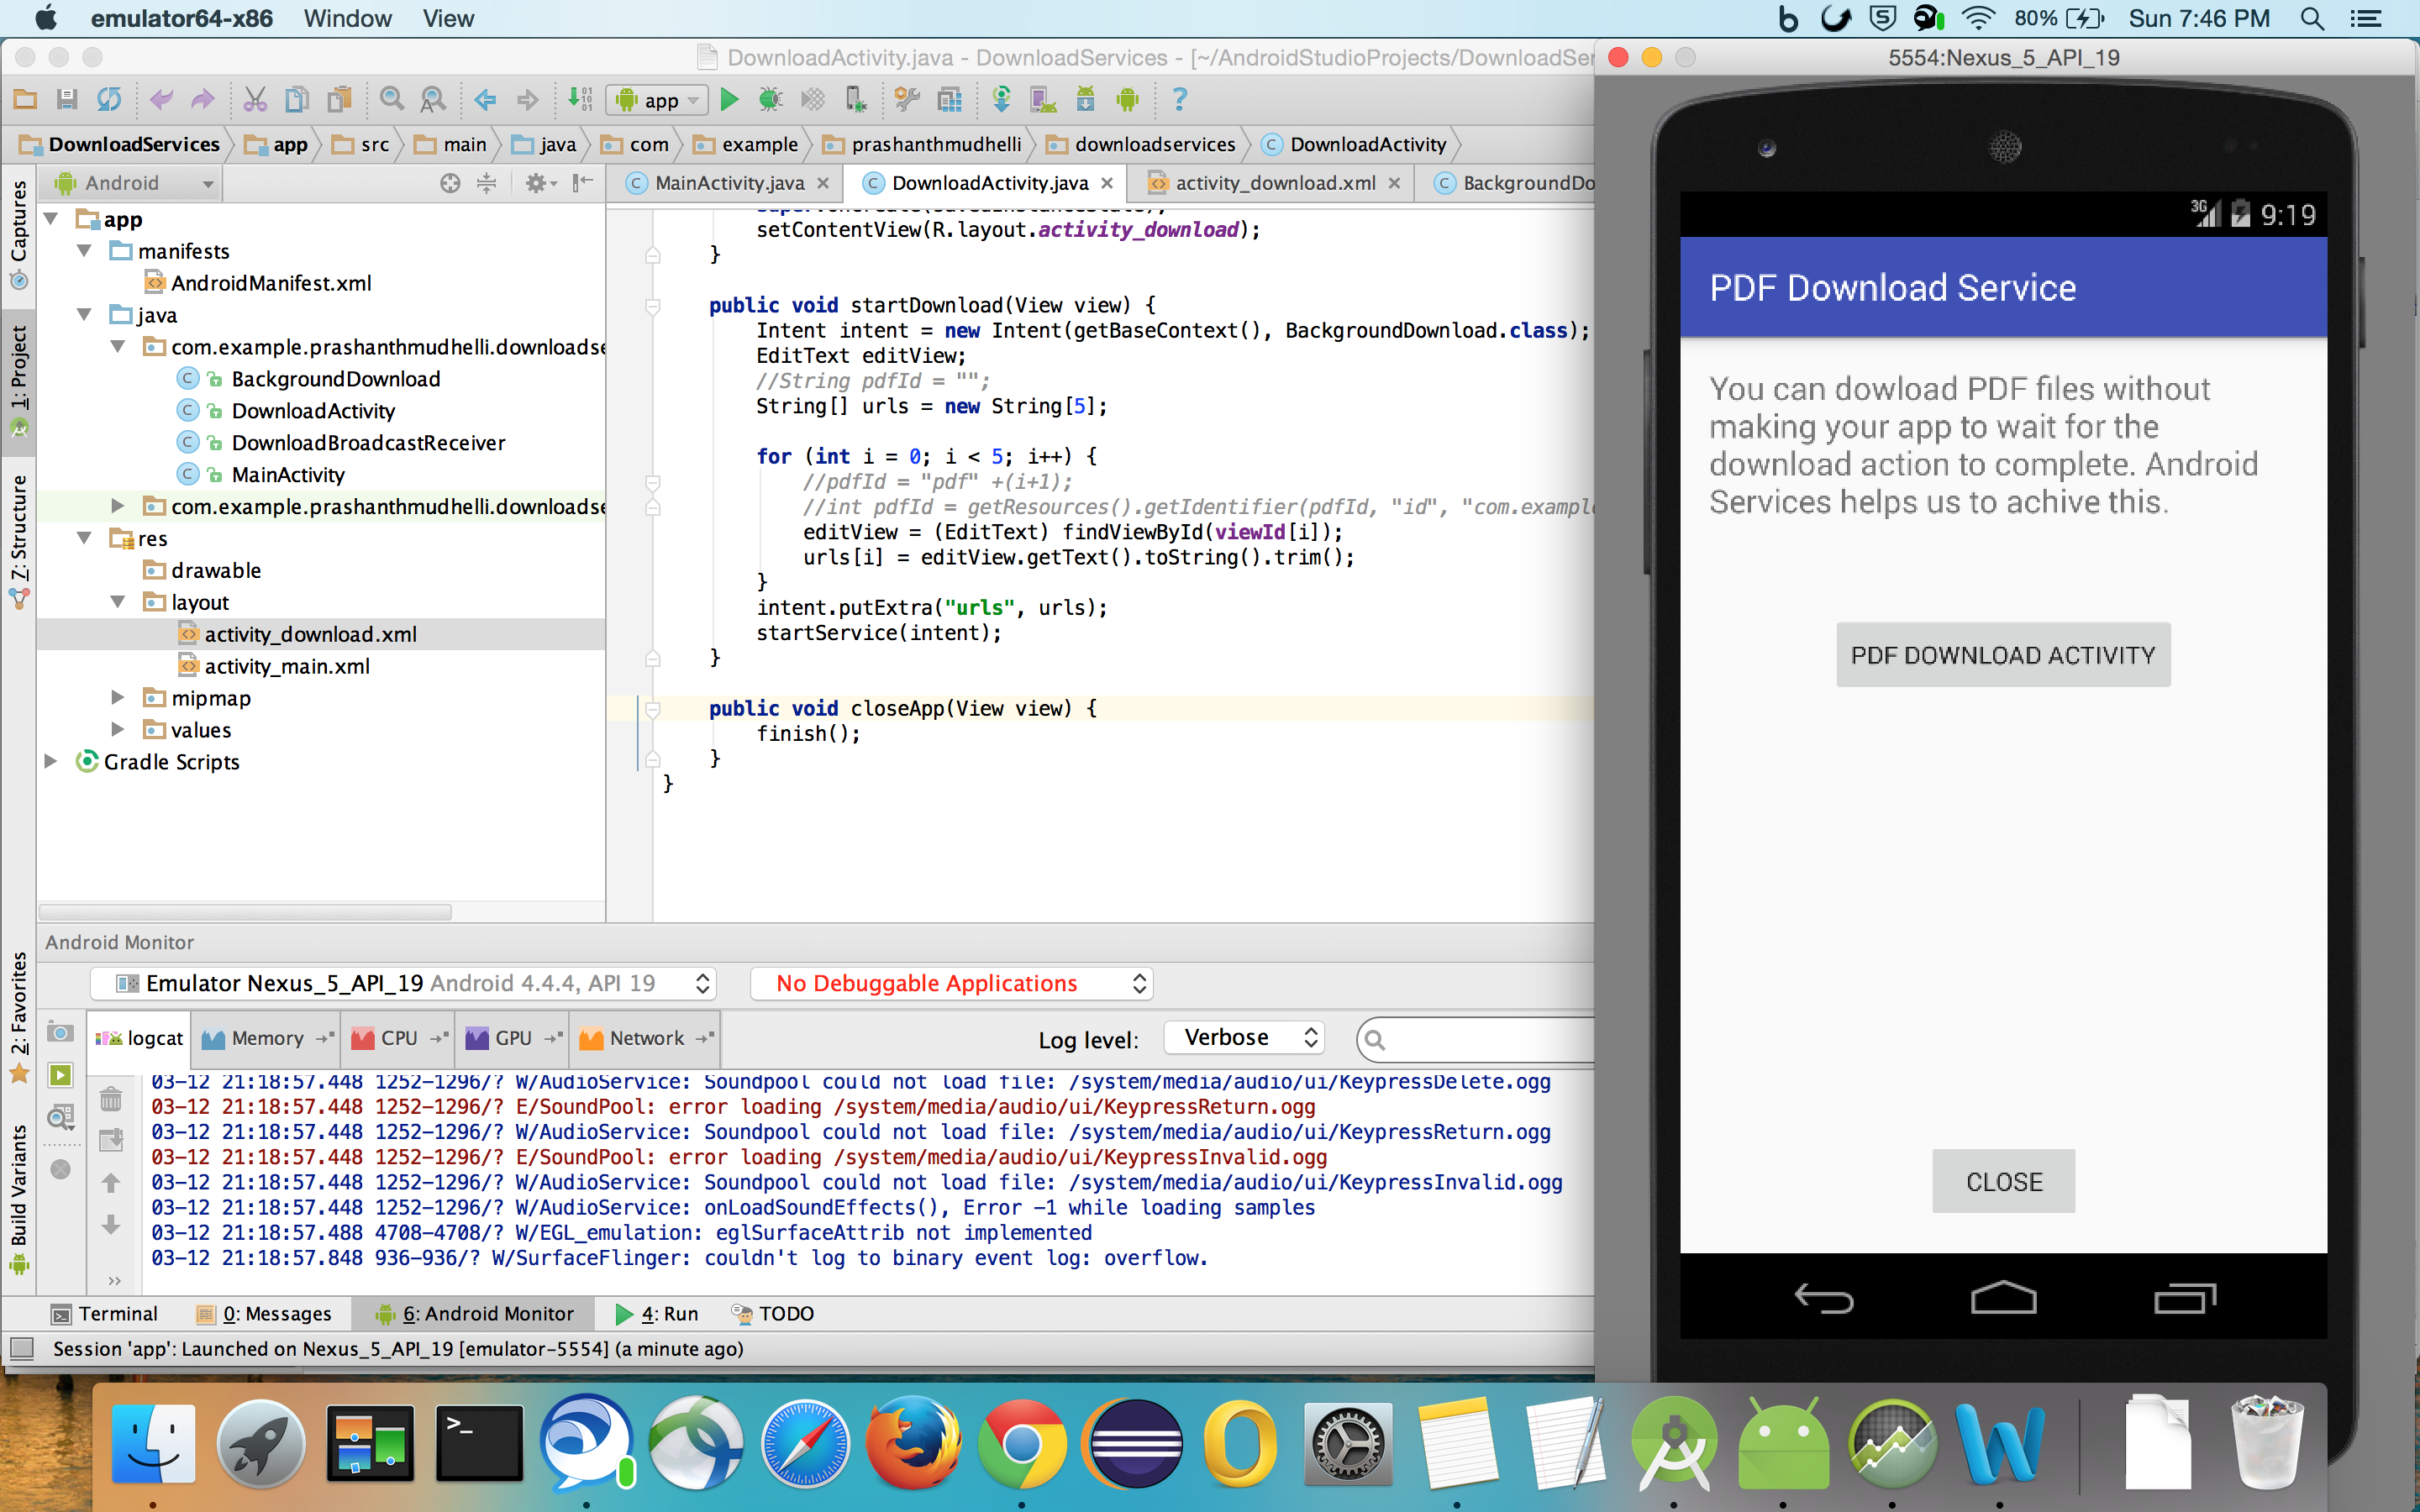 emulator64-x86 Window View
80% Sun 7:46 PM
DownloadActivity.java - DownloadServices - [~/AndroidStudioProjects/DownloadSer
5554:Nexus_5_API_19
app
DownloadServices app src main java com example prashanthmudhelli downloadservices DownloadActivity
Android
MainActivity.java DownloadActivity.java activity_download.xml BackgroundDo
Captures
1: Project
Z: Structure
2: Favorites
Build Variants
app
manifests
AndroidManifest.xml
java
com.example.prashanthmudhelli.downloadse
BackgroundDownload
DownloadActivity
DownloadBroadcastReceiver
MainActivity
com.example.prashanthmudhelli.downloadse
res
drawable
layout
activity_download.xml
activity_main.xml
mipmap
values
Gradle Scripts
setContentView(R.layout.activity_download);
}
public void startDownload(View view) {
Intent intent = new Intent(getBaseContext(), BackgroundDownload.class);
EditText editView;
//String pdfId = "";
String[] urls = new String[5];
for (int i = 0; i < 5; i++) {
//pdfId = "pdf" +(i+1);
//int pdfId = getResources().getIdentifier(pdfId, "id", "com.example
editView = (EditText) findViewById(viewId[i]);
urls[i] = editView.getText().toString().trim();
}
intent.putExtra("urls", urls);
startService(intent);
}
public void closeApp(View view) {
finish();
}
}
Android Monitor
Emulator Nexus_5_API_19 Android 4.4.4, API 19
No Debuggable Applications
logcat Memory CPU GPU Network
Log level: Verbose
03-12 21:18:57.448 1252-1296/? W/AudioService: Soundpool could not load file: /system/media/audio/ui/KeypressDelete.ogg
03-12 21:18:57.448 1252-1296/? E/SoundPool: error loading /system/media/audio/ui/KeypressReturn.ogg
03-12 21:18:57.448 1252-1296/? W/AudioService: Soundpool could not load file: /system/media/audio/ui/KeypressReturn.ogg
03-12 21:18:57.448 1252-1296/? E/SoundPool: error loading /system/media/audio/ui/KeypressInvalid.ogg
03-12 21:18:57.448 1252-1296/? W/AudioService: Soundpool could not load file: /system/media/audio/ui/KeypressInvalid.ogg
03-12 21:18:57.448 1252-1296/? W/AudioService: onLoadSoundEffects(), Error -1 while loading samples
03-12 21:18:57.488 4708-4708/? W/EGL_emulation: eglSurfaceAttrib not implemented
03-12 21:18:57.848 936-936/? W/SurfaceFlinger: couldn't log to binary event log: overflow.
Terminal 0: Messages 6: Android Monitor 4: Run TODO
Session 'app': Launched on Nexus_5_API_19 [emulator-5554] (a minute ago)
3G 9:19
PDF Download Service
You can dowload PDF files without
making your app to wait for the
download action to complete. Android
Services helps us to achive this.
PDF DOWNLOAD ACTIVITY
CLOSE